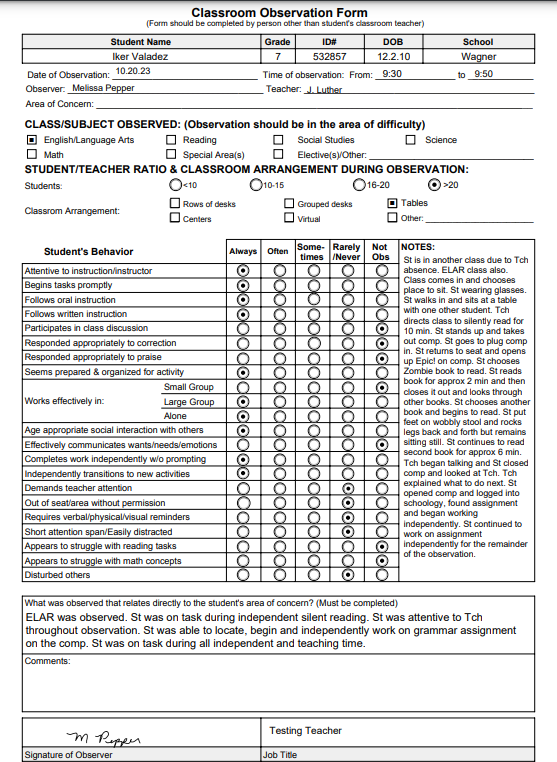 Classroom Observation Form
(Form should be completed by person other than student's classroom teacher)
Student Name Grade ID# DOB School
Iker Valadez 7 532857 12.2.10 Wagner
Date of Observation: 10.20.23 Time of observation: From: 9:30 to 9:50
Observer: Melissa Pepper Teacher: J. Luther
Area of Concern:
CLASS/SUBJECT OBSERVED: (Observation should be in the area of difficulty)
English/Language Arts Reading Social Studies Science
Math Special Area(s) Elective(s)/Other:
STUDENT/TEACHER RATIO & CLASSROOM ARRANGEMENT DURING OBSERVATION:
Students: <10 10-15 16-20 >20
Classrom Arrangement:
Rows of desks Grouped desks Tables
Centers Virtual Other:
Student's Behavior Always Often Some-times Rarely/Never Not Obs
Attentive to instruction/instructor
Begins tasks promptly
Follows oral instruction
Follows written instruction
Participates in class discussion
Responded appropriately to correction
Responded appropriately to praise
Seems prepared & organized for activity
Works effectively in:
Small Group
Large Group
Alone
Age appropriate social interaction with others
Effectively communicates wants/needs/emotions
Completes work independently w/o prompting
Independently transitions to new activities
Demands teacher attention
Out of seat/area without permission
Requires verbal/physical/visual reminders
Short attention span/Easily distracted
Appears to struggle with reading tasks
Appears to struggle with math concepts
Disturbed others
NOTES:
St is in another class due to Tch
absence. ELAR class also.
Class comes in and chooses
place to sit. St wearing glasses.
St walks in and sits at a table
with one other student. Tch
directs class to silently read for
10 min. St stands up and takes
out comp. St goes to plug comp
in. St returns to seat and opens
up Epic! on comp. St chooses
Zombie book to read. St reads
book for approx 2 min and then
closes it out and looks through
other books. St chooses another
book and begins to read. St put
feet on wobbly stool and rocks
legs back and forth but remains
sitting still. St continues to read
second book for approx 6 min.
Tch began talking and St closed
comp and looked at Tch. Tch
explained what to do next. St
opened comp and logged into
schoology, found assignment
and began working
independently. St continued to
work on assignment
independently for the remainder
of the observation.
What was observed that relates directly to the student's area of concern? (Must be completed)
ELAR was observed. St was on task during independent silent reading. St was attentive to Tch
throughout observation. St was able to locate, begin and independently work on grammar assignment
on the comp. St was on task during all independent and teaching time.
Comments:
M Pepper Testing Teacher
Signature of Observer Job Title